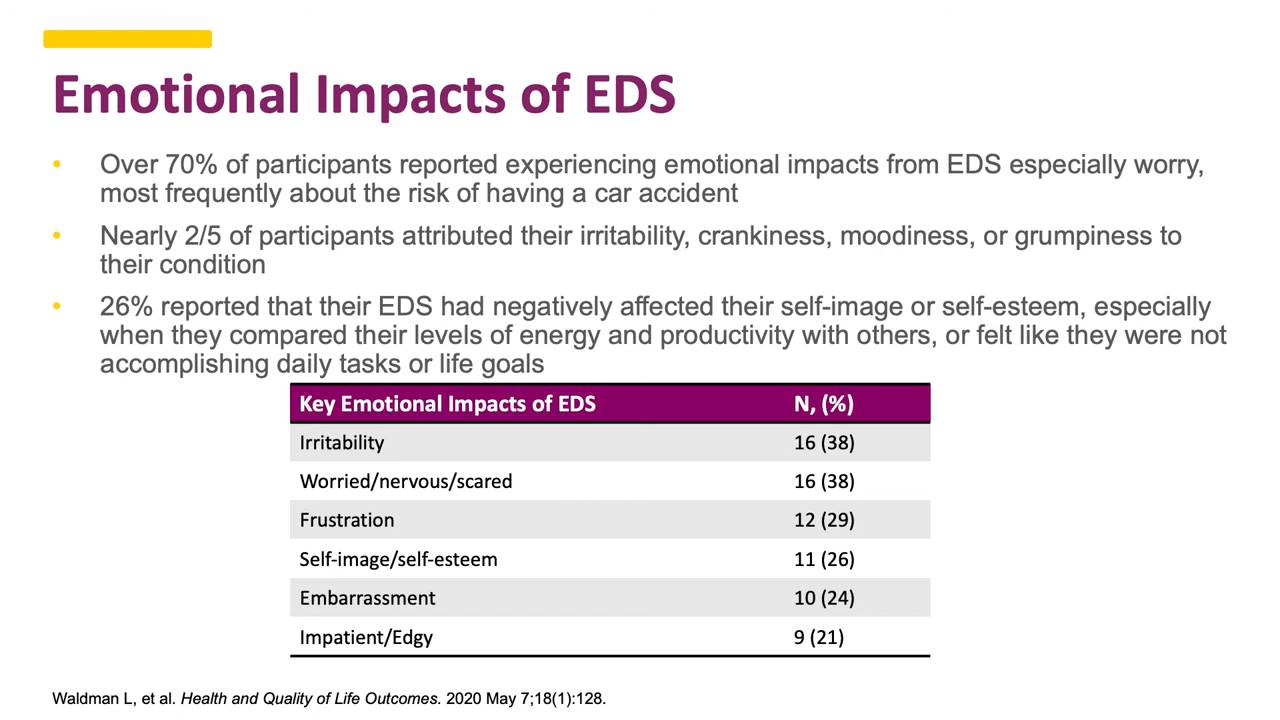 Emotional Impacts of EDS
• Over 70% of participants reported experiencing emotional impacts from EDS especially worry,
most frequently about the risk of having a car accident
• Nearly 2/5 of participants attributed their irritability, crankiness, moodiness, or grumpiness to
their condition
• 26% reported that their EDS had negatively affected their self-image or self-esteem, especially
when they compared their levels of energy and productivity with others, or felt like they were not
accomplishing daily tasks or life goals
Key Emotional Impacts of EDS N, (%)
Irritability 16 (38)
Worried/nervous/scared 16 (38)
Frustration 12 (29)
Self-image/self-esteem 11 (26)
Embarrassment 10 (24)
Impatient/Edgy 9 (21)
Waldman L, et al. Health and Quality of Life Outcomes. 2020 May 7;18(1):128.